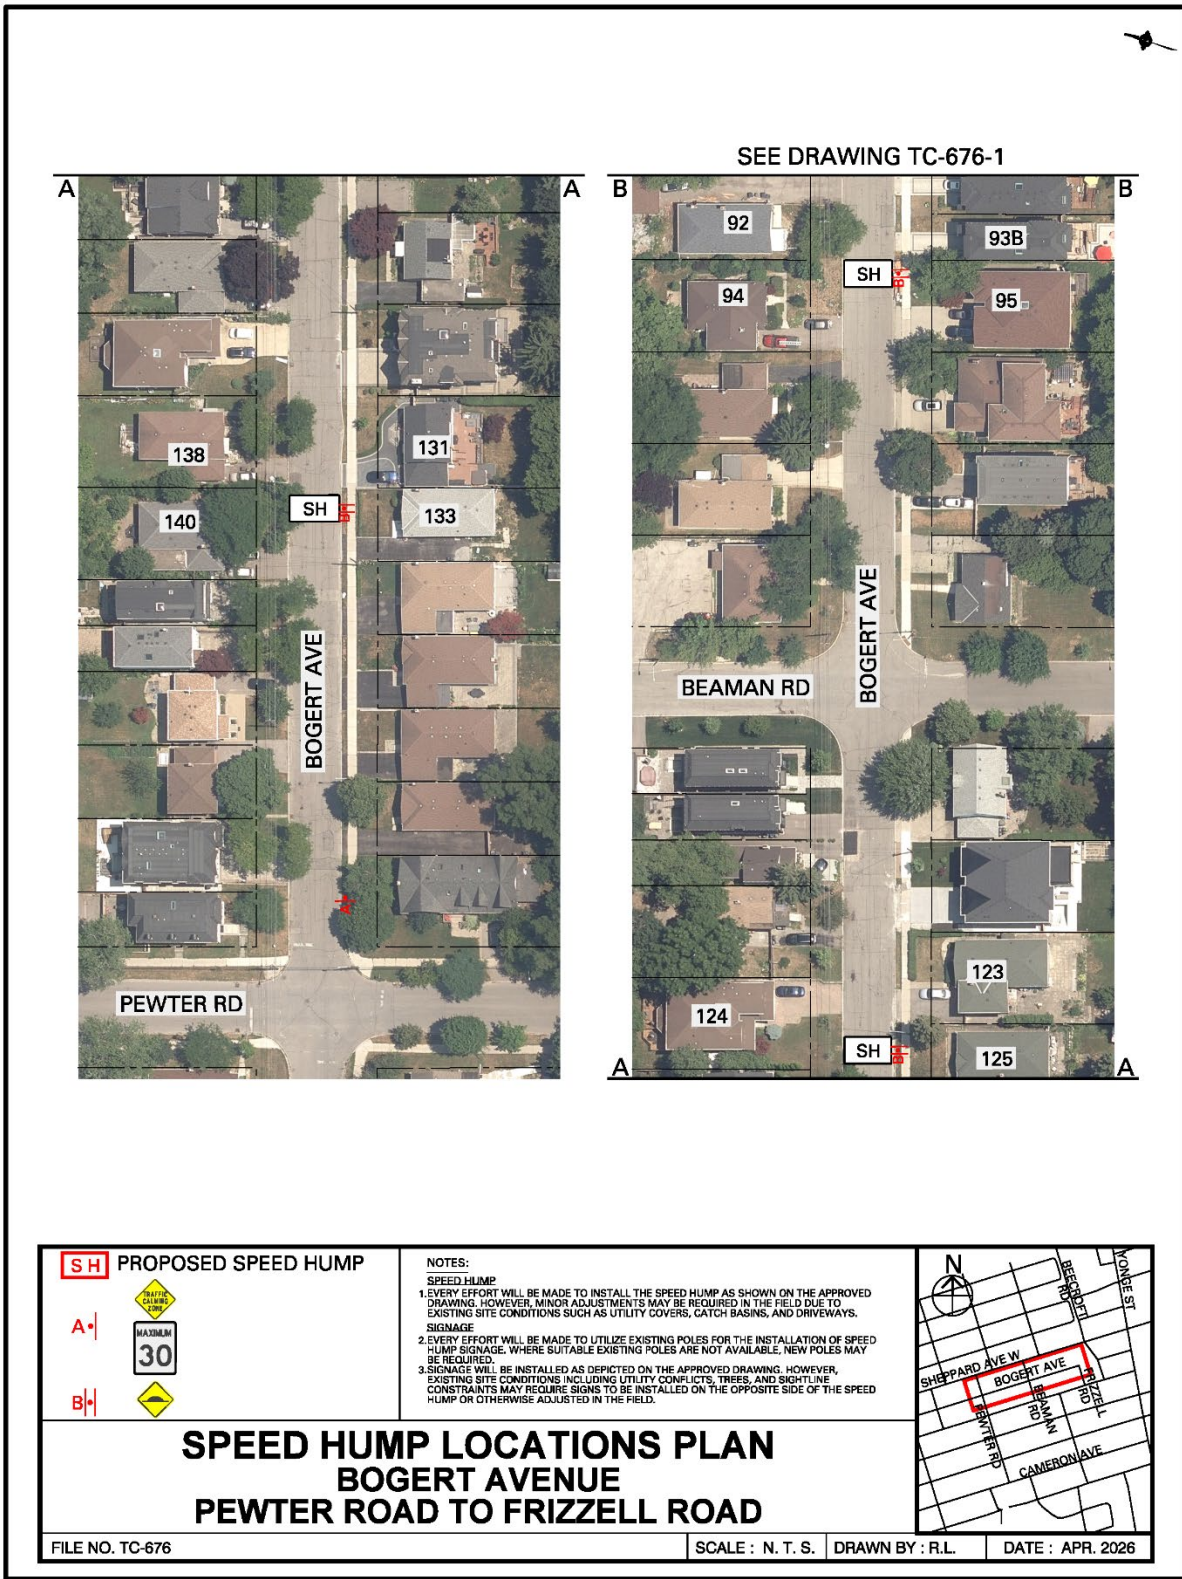 SEE DRAWING TC-676-1
A A
138
131
SH B
140
133
BOGERT AVE
A
PEWTER RD
B B
92
93B
SH B
94
95
BOGERT AVE
BEAMAN RD
123
124
SH B
125
A A
SH PROPOSED SPEED HUMP
TRAFFIC
CALMING
ZONE
A
MAXIMUM
30
B
NOTES:
SPEED HUMP
1. EVERY EFFORT WILL BE MADE TO INSTALL THE SPEED HUMP AS SHOWN ON THE APPROVED
DRAWING. HOWEVER, MINOR ADJUSTMENTS MAY BE REQUIRED IN THE FIELD DUE TO
EXISTING SITE CONDITIONS SUCH AS UTILITY COVERS, CATCH BASINS, AND DRIVEWAYS.
SIGNAGE
2. EVERY EFFORT WILL BE MADE TO UTILIZE EXISTING POLES FOR THE INSTALLATION OF SPEED
HUMP SIGNAGE. WHERE SUITABLE EXISTING POLES ARE NOT AVAILABLE, NEW POLES MAY
BE REQUIRED.
3. SIGNAGE WILL BE INSTALLED AS DEPICTED ON THE APPROVED DRAWING. HOWEVER,
EXISTING SITE CONDITIONS INCLUDING UTILITY CONFLICTS, TREES, AND SIGHTLINE
CONSTRAINTS MAY REQUIRE SIGNS TO BE INSTALLED ON THE OPPOSITE SIDE OF THE SPEED
HUMP OR OTHERWISE ADJUSTED IN THE FIELD.
N
BEECROFT
RD
YONGE ST
SHEPPARD AVE W
BOGERT AVE
PEWTER RD
BEAMAN
RD
FRIZZELL
RD
CAMERON AVE
SPEED HUMP LOCATIONS PLAN
BOGERT AVENUE
PEWTER ROAD TO FRIZZELL ROAD
FILE NO. TC-676
SCALE : N. T. S.
DRAWN BY : R.L.
DATE : APR. 2026